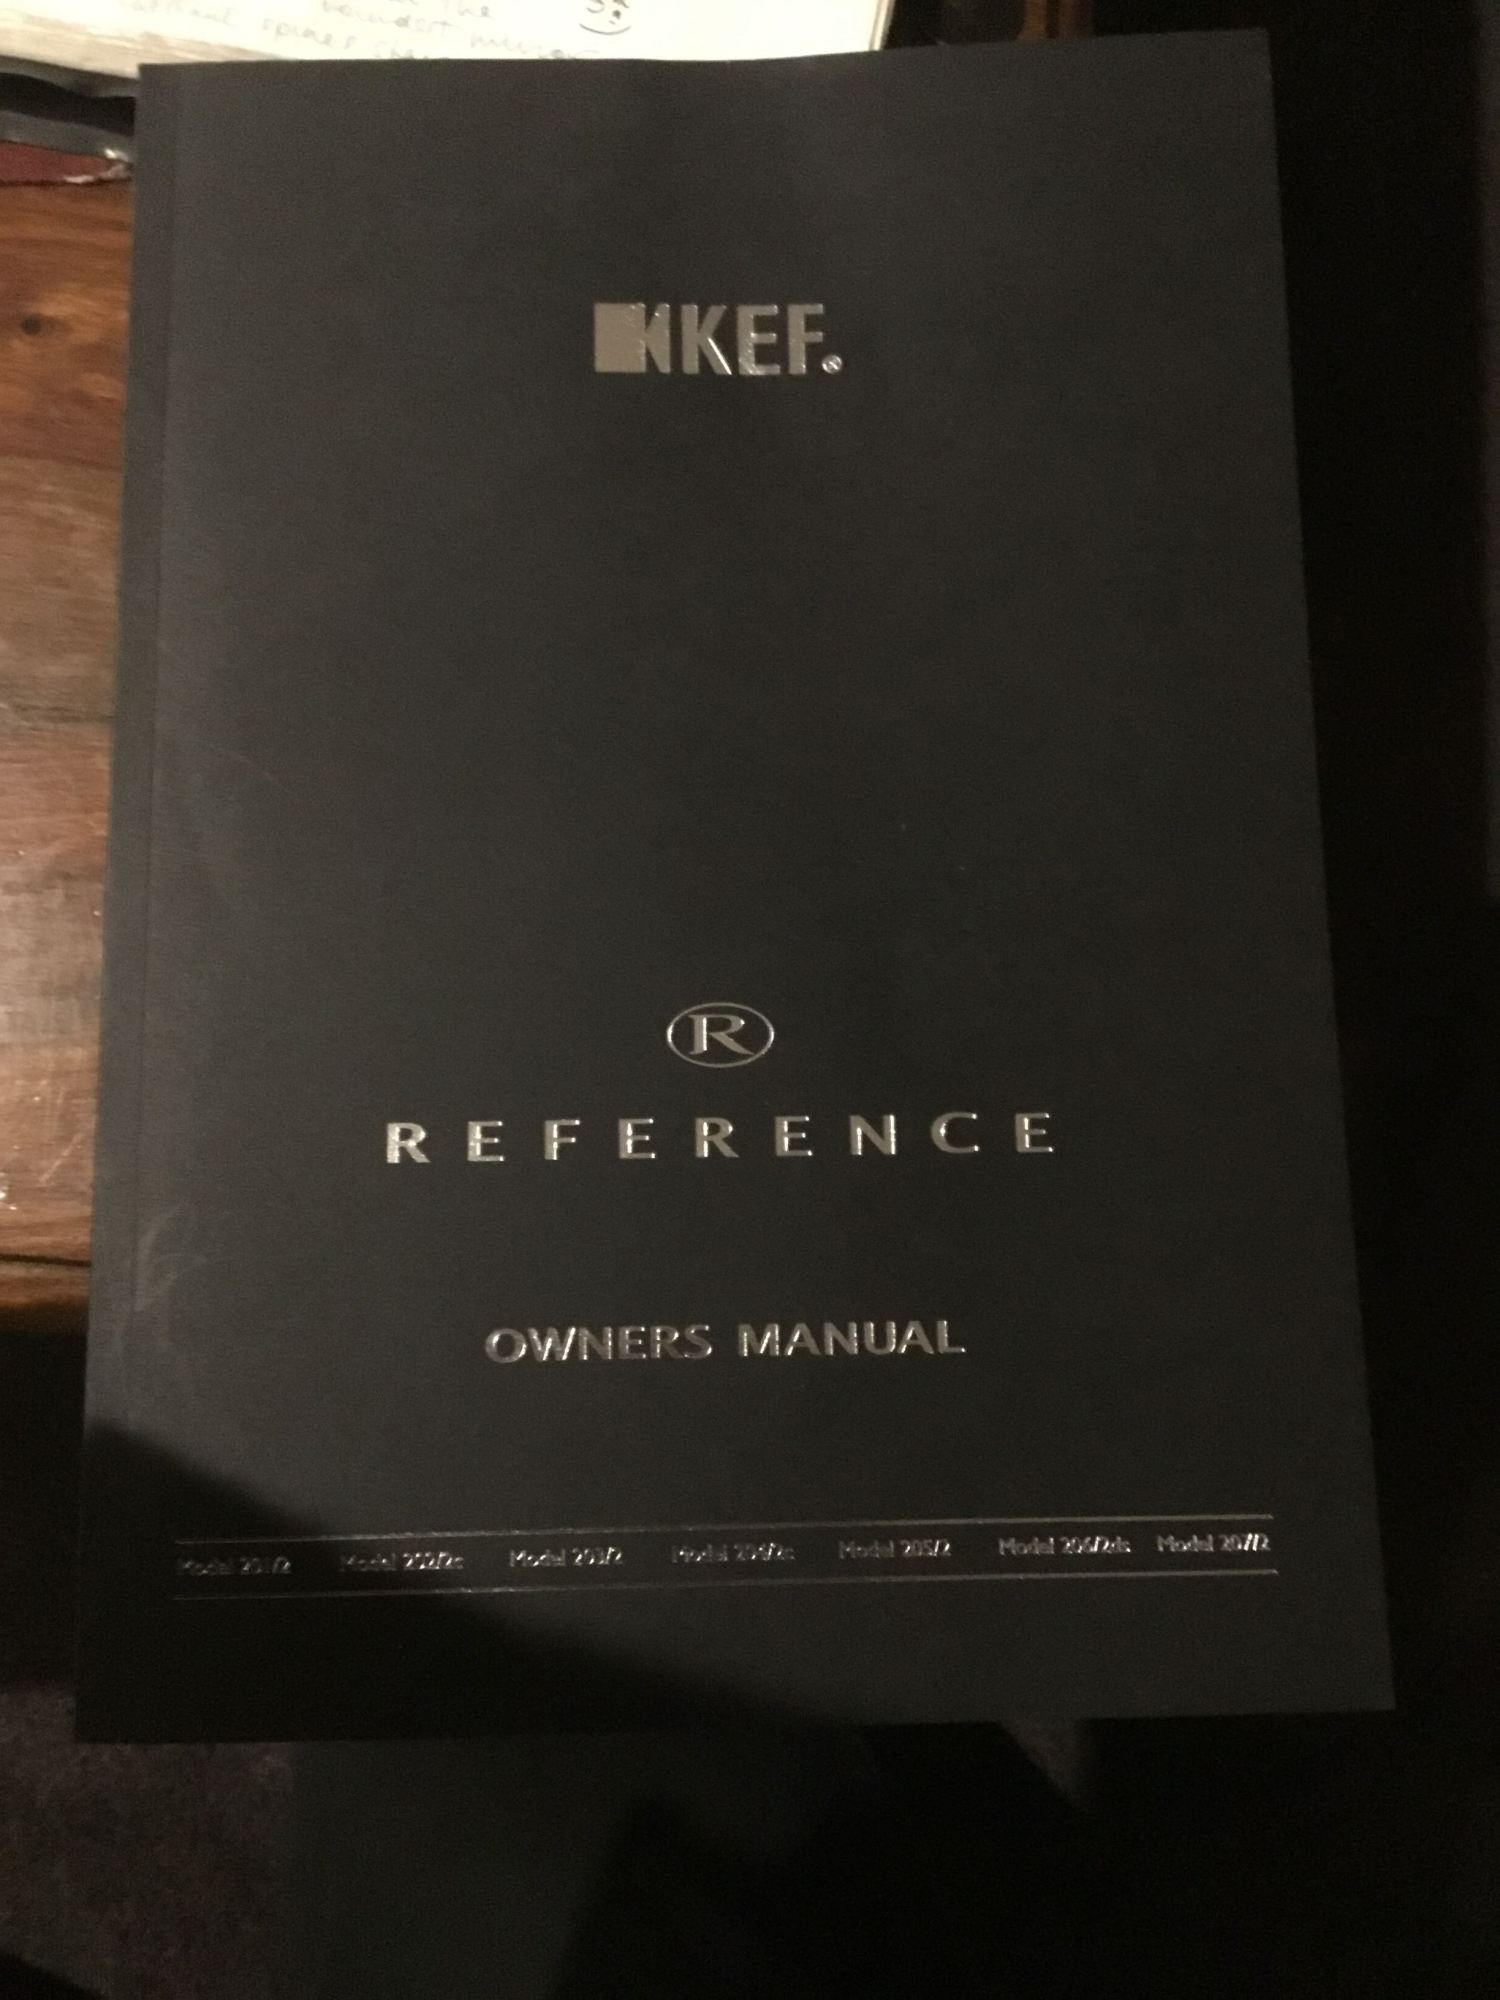 the
KEF®
R
REFERENCE
OWNERS MANUAL
Model 201/2 Model 202/2c Model 203/2 Model 204/2c Model 205/2 Model 206/2ds Model 207/2